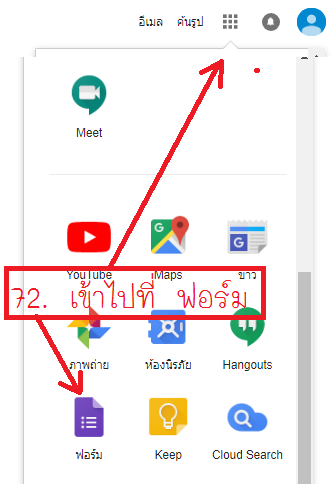 อีเมล ค้นรูป
Meet
YouTube Maps ข่าว
72. เข้าไปที่ ฟอร์ม
ภาพถ่าย ห้องนิรภัย Hangouts
ฟอร์ม Keep Cloud Search